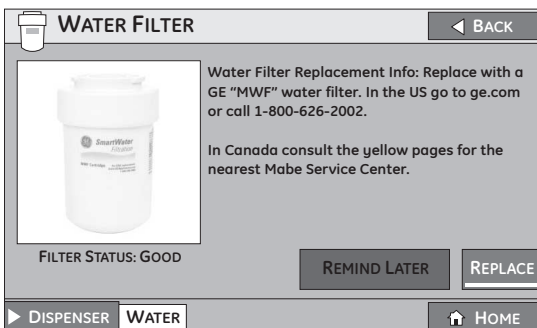 WATER FILTER
BACK
Water Filter Replacement Info: Replace with a
GE "MWF" water filter. In the US go to ge.com
or call 1-800-626-2002.
In Canada consult the yellow pages for the
nearest Mabe Service Center.
SmartWater
Filtration
FILTER STATUS: GOOD
REMIND LATER
REPLACE
DISPENSER
WATER
HOME